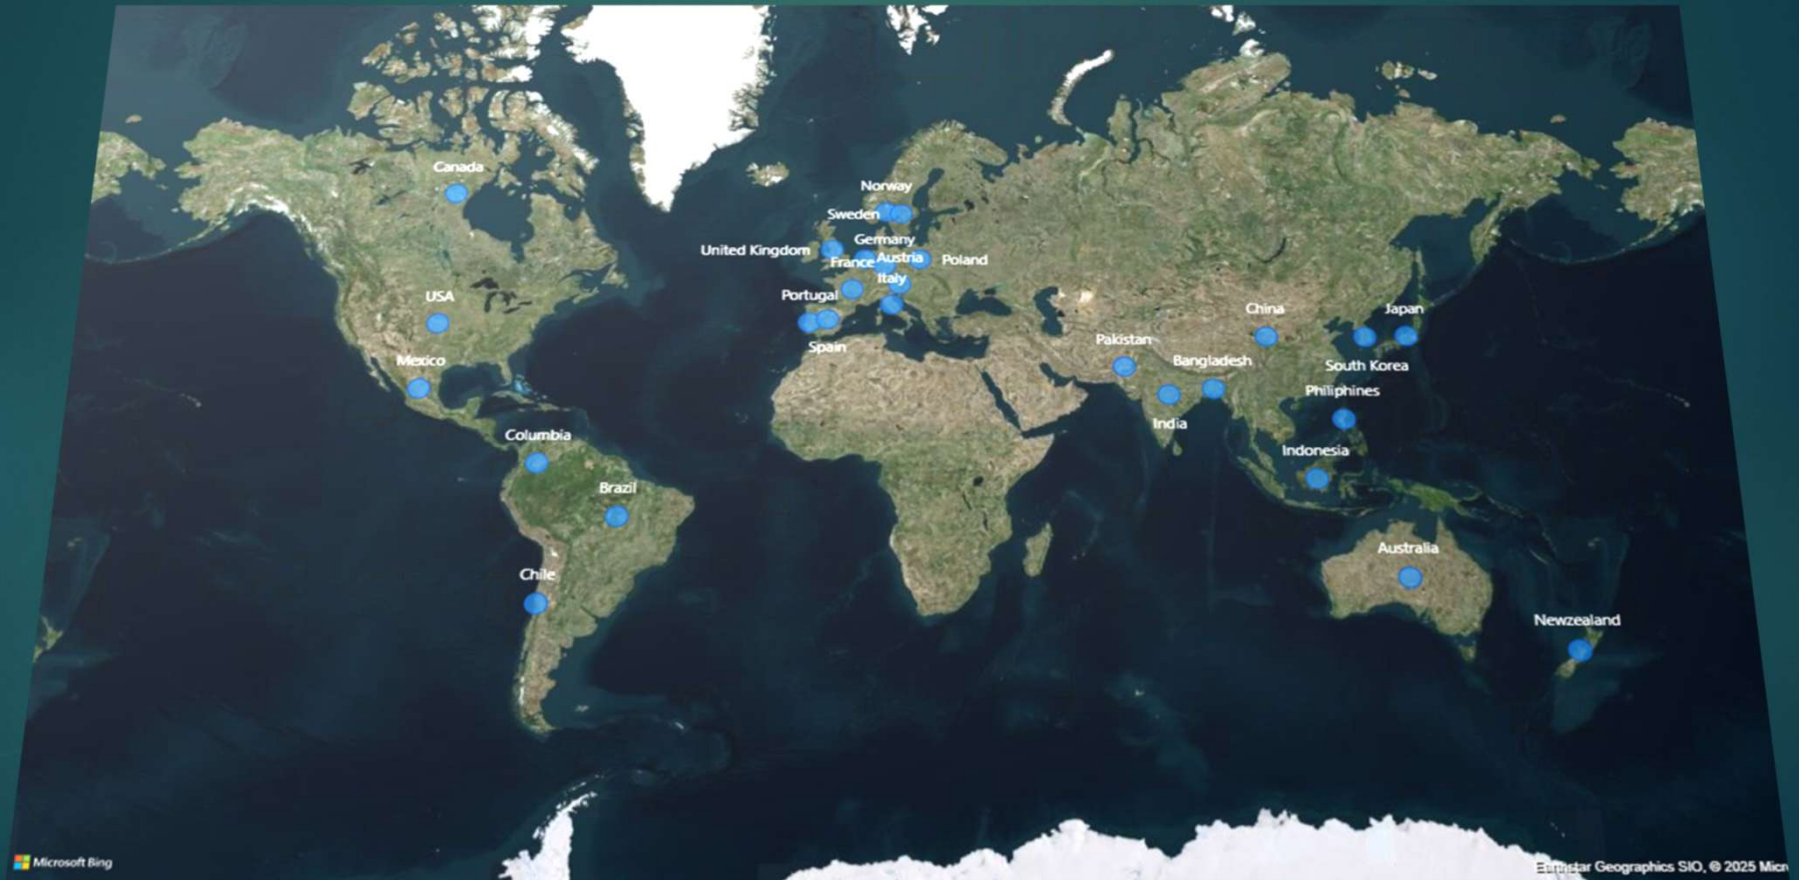 Canada
Norway
Sweden
Germany
United Kingdom
France
Austria
Poland
Italy
USA
Portugal
China
Japan
Spain
Pakistan
Mexico
Bangladesh
South Korea
Philiphines
India
Columbia
Indonesia
Brazil
Australia
Chile
Newzealand
Microsoft Bing
Earthstar Geographics SIO, © 2025 Micr